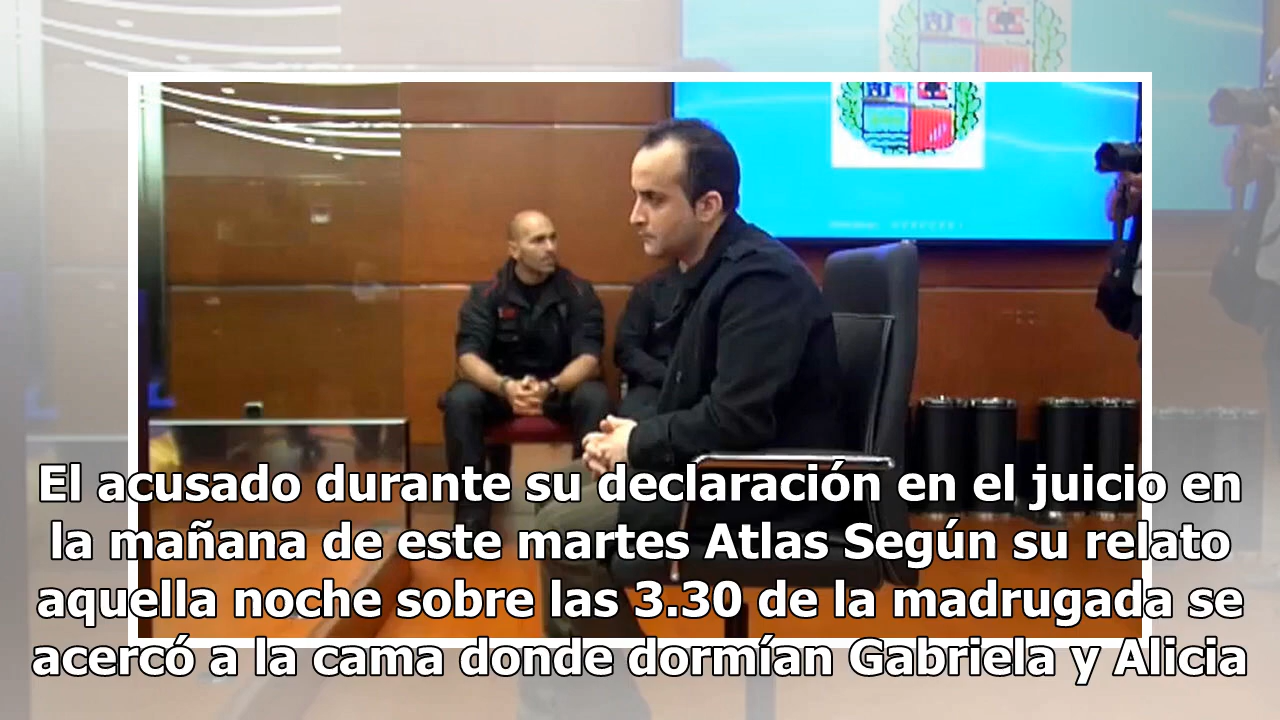 El acusado durante su declaración en el juicio en
la mañana de este martes Atlas Según su relato
aquella noche sobre las 3.30 de la madrugada se
acercó a la cama donde dormían Gabriela y Alicia